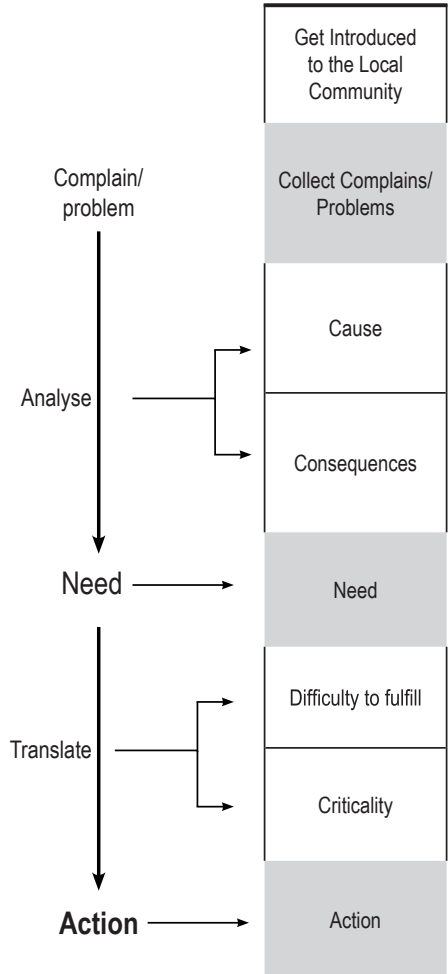 Get Introduced
to the Local
Community
Complain/
problem
Collect Complains/
Problems
Cause
Analyse
Consequences
Need
Need
Difficulty to fulfill
Translate
Criticality
Action
Action